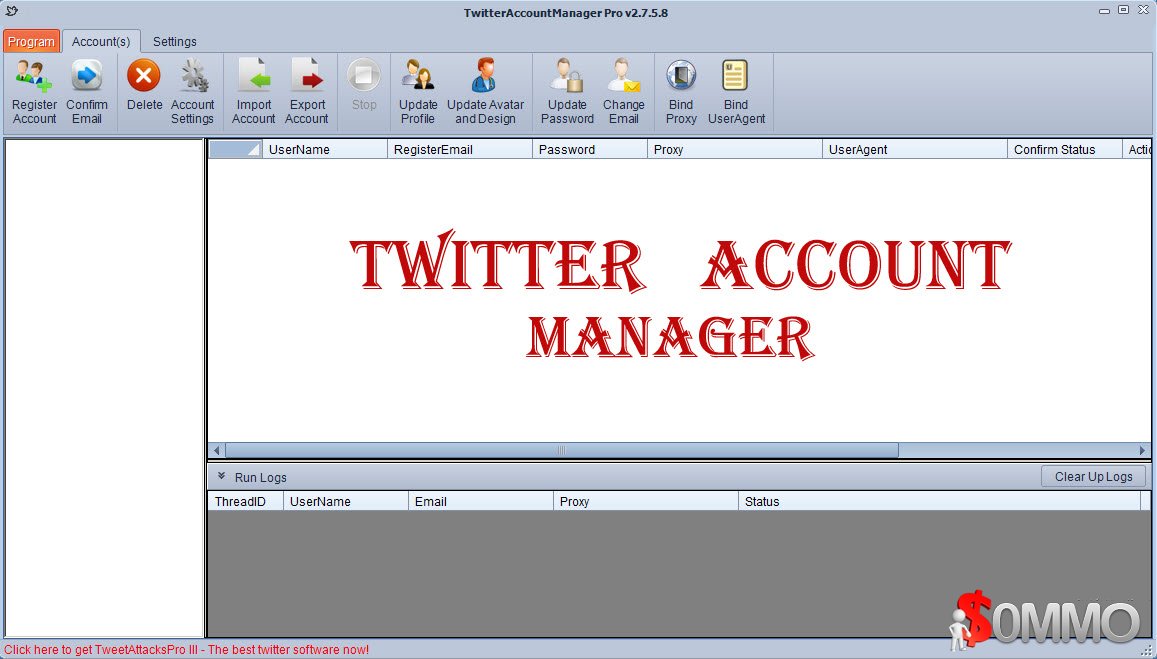 TwitterAccountManager Pro v2.7.5.8
Program Account(s) Settings
Register Account
Confirm Email
Delete
Account Settings
Import Account
Export Account
Stop
Update Profile
Update Avatar and Design
Update Password
Change Email
Bind Proxy
Bind UserAgent
UserName RegisterEmail Password Proxy UserAgent Confirm Status Actio
TWITTER ACCOUNT
MANAGER
Run Logs Clear Up Logs
ThreadID UserName Email Proxy Status
$OMMO
Click here to get TweetAttacksPro III - The best twitter software now!